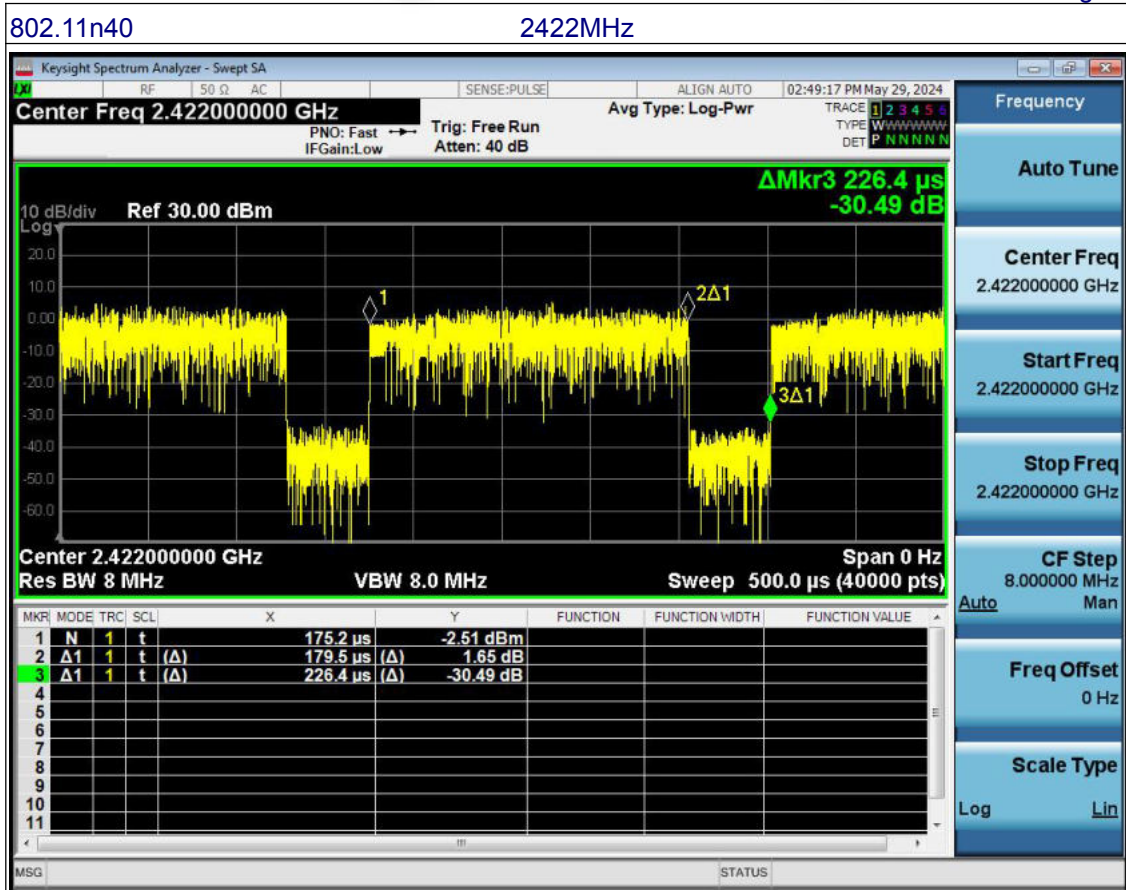 802.11n40 2422MHz
Keysight Spectrum Analyzer - Swept SA
LXI RF 50 Ω AC SENSE:PULSE ALIGN AUTO 02:49:17 PM May 29, 2024
Center Freq 2.422000000 GHz Avg Type: Log-Pwr TRACE 1 2 3 4 5 6
PNO: Fast Trig: Free Run TYPE WWWWWWW
IFGain:Low Atten: 40 dB DET P N N N N N
ΔMkr3 226.4 µs
10 dB/div Ref 30.00 dBm -30.49 dB
Log
20.0
10.0
0.00
-10.0
-20.0
-30.0
-40.0
-50.0
-60.0
1
2Δ1
3Δ1
Center 2.422000000 GHz Span 0 Hz
Res BW 8 MHz VBW 8.0 MHz Sweep 500.0 µs (40000 pts)
MKR MODE TRC SCL X Y FUNCTION FUNCTION WIDTH FUNCTION VALUE
1 N 1 t 175.2 µs -2.51 dBm
2 Δ1 1 t (Δ) 179.5 µs (Δ) 1.65 dB
3 Δ1 1 t (Δ) 226.4 µs (Δ) -30.49 dB
4
5
6
7
8
9
10
11
MSG STATUS
Frequency
Auto Tune
Center Freq
2.422000000 GHz
Start Freq
2.422000000 GHz
Stop Freq
2.422000000 GHz
CF Step
8.000000 MHz
Auto Man
Freq Offset
0 Hz
Scale Type
Log Lin